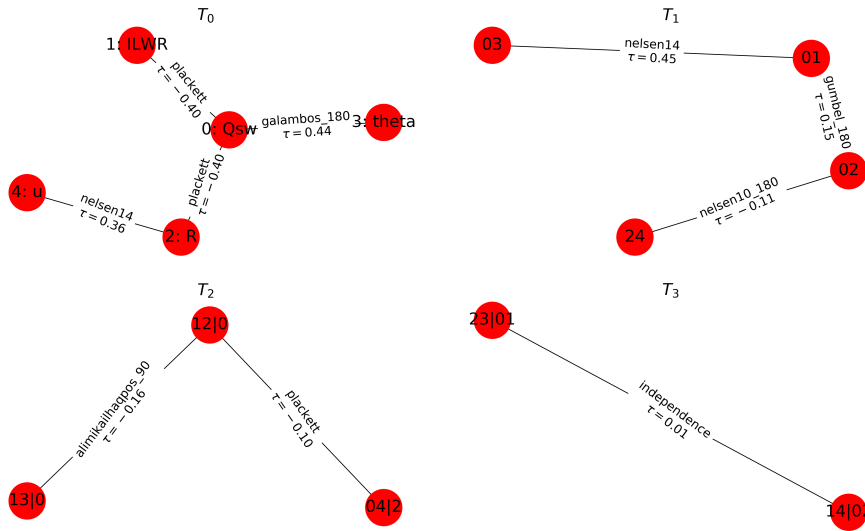 T₀
1: ILWR
plackett
τ = −0.40
0: Qsw
galambos_180
τ = 0.44
3: theta
plackett
τ = −0.40
4: u
nelsen14
τ = 0.36
2: R
T₁
03
nelsen14
τ = 0.45
01
gumbel_180
τ = 0.15
02
nelsen10_180
τ = −0.11
24
T₂
12|0
alimikailhaqpos_90
τ = −0.16
plackett
τ = −0.10
13|0
04|2
T₃
23|01
independence
τ = 0.01